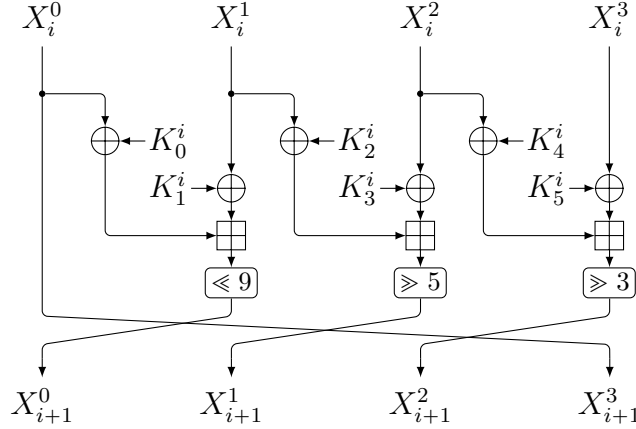 X_i^0 X_i^1 X_i^2 X_i^3
K_0^i K_2^i K_4^i
K_1^i K_3^i K_5^i
⋘ 9 ⋙ 5 ⋙ 3
X_{i+1}^0 X_{i+1}^1 X_{i+1}^2 X_{i+1}^3